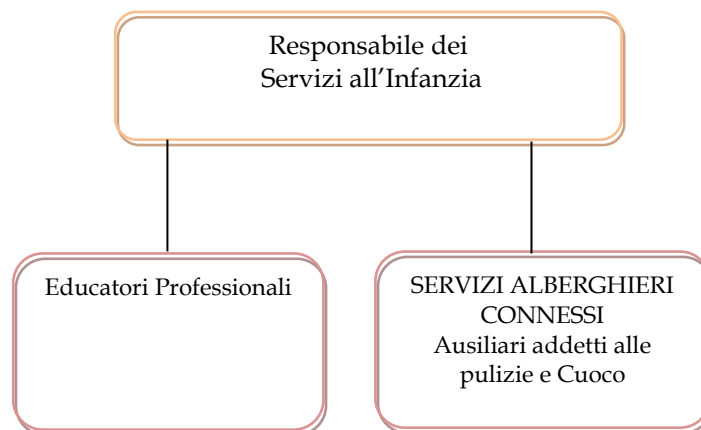 Responsabile dei
Servizi all’Infanzia
Educatori Professionali
SERVIZI ALBERGHIERI
CONNESSI
Ausiliari addetti alle
pulizie e Cuoco